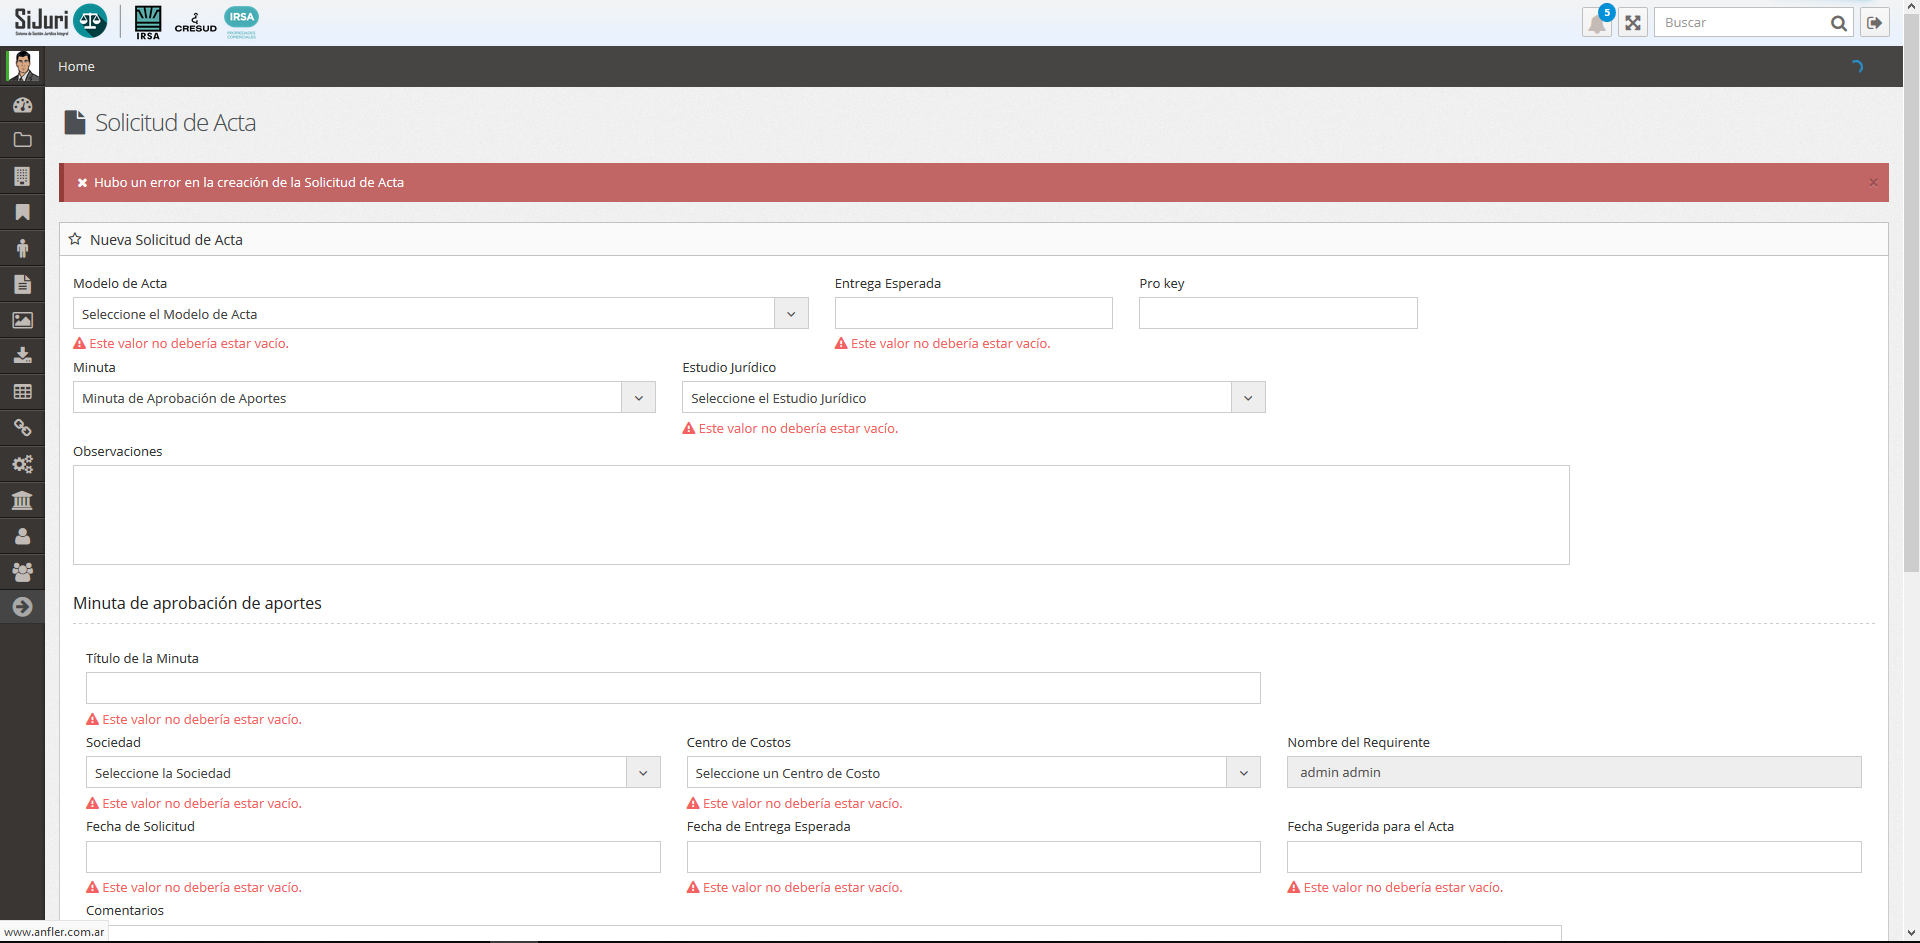 SiJuri
Sistema de Gestión Jurídica Integral
IRSA
CRESUD
IRSA
PROPIEDADES
COMERCIALES
5
Buscar
Home
Solicitud de Acta
Hubo un error en la creación de la Solicitud de Acta
Nueva Solicitud de Acta
Modelo de Acta
Entrega Esperada
Pro key
Seleccione el Modelo de Acta
Este valor no debería estar vacío.
Este valor no debería estar vacío.
Minuta
Estudio Jurídico
Minuta de Aprobación de Aportes
Seleccione el Estudio Jurídico
Este valor no debería estar vacío.
Observaciones
Minuta de aprobación de aportes
Título de la Minuta
Este valor no debería estar vacío.
Sociedad
Centro de Costos
Nombre del Requirente
Seleccione la Sociedad
Seleccione un Centro de Costo
admin admin
Este valor no debería estar vacío.
Este valor no debería estar vacío.
Fecha de Solicitud
Fecha de Entrega Esperada
Fecha Sugerida para el Acta
Este valor no debería estar vacío.
Este valor no debería estar vacío.
Este valor no debería estar vacío.
Comentarios
www.anfler.com.ar